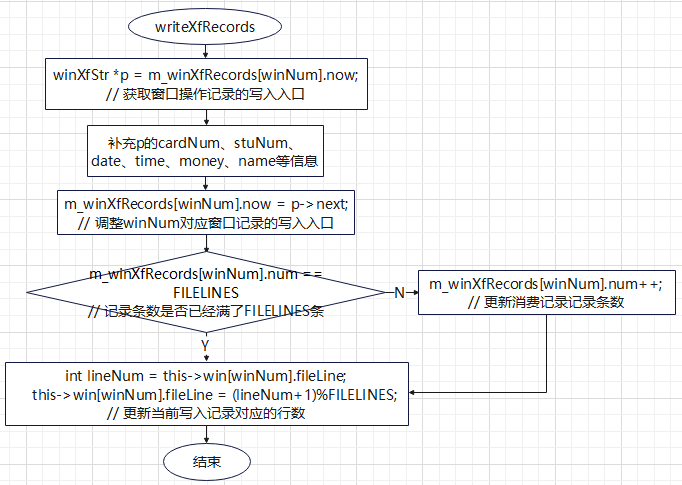 writeXfRecords
winXfStr *p = m_winXfRecords[winNum].now;
// 获取窗口操作记录的写入入口
补充p的cardNum、stuNum、
date、time、money、name等信息
m_winXfRecords[winNum].now = p->next;
// 调整winNum对应窗口记录的写入入口
m_winXfRecords[winNum].num ==
FILELINES
// 记录条数是否已经满了FILELINES条
N
m_winXfRecords[winNum].num++;
// 更新消费记录记录条数
Y
int lineNum = this->win[winNum].fileLine;
this->win[winNum].fileLine = (lineNum+1)%FILELINES;
// 更新当前写入记录对应的行数
结束